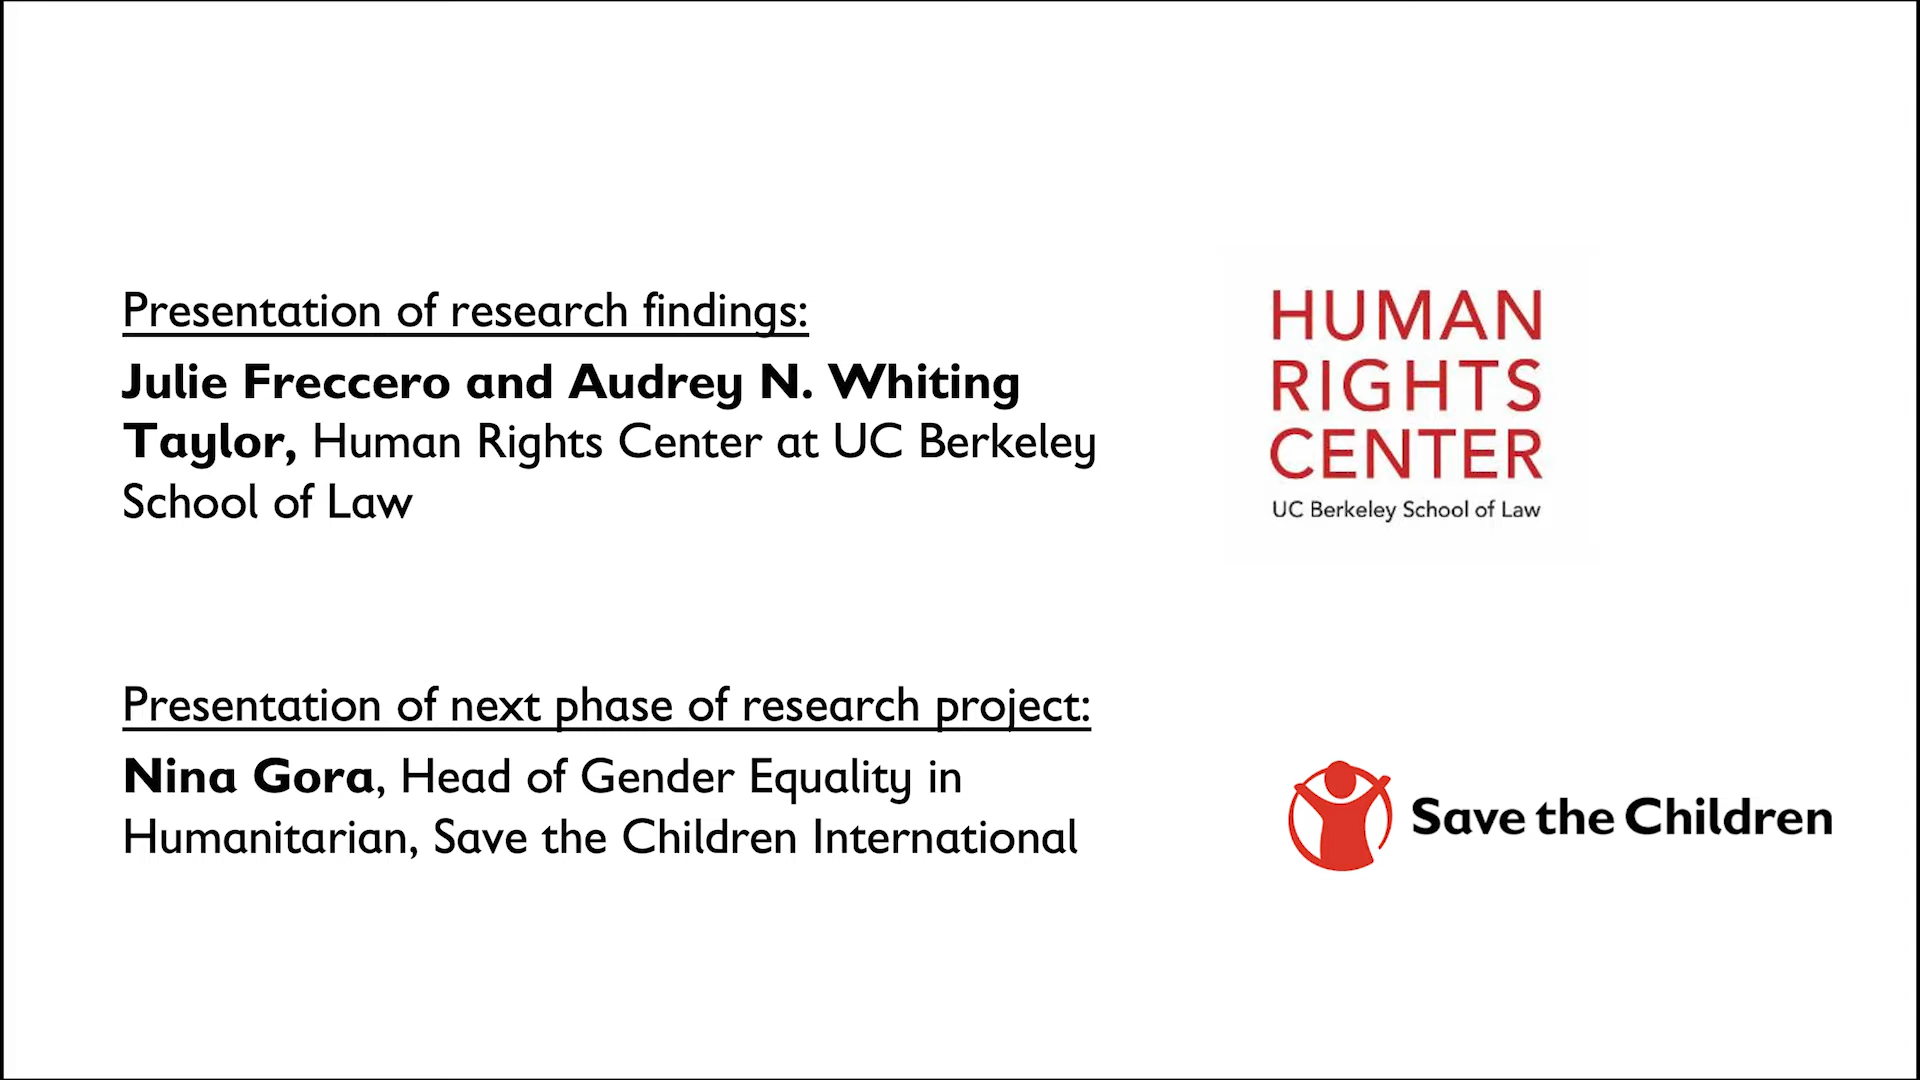 Presentation of research findings:
Julie Freccero and Audrey N. Whiting
Taylor, Human Rights Center at UC Berkeley
School of Law
HUMAN
RIGHTS
CENTER
UC Berkeley School of Law
Presentation of next phase of research project:
Nina Gora, Head of Gender Equality in
Humanitarian, Save the Children International
Save the Children